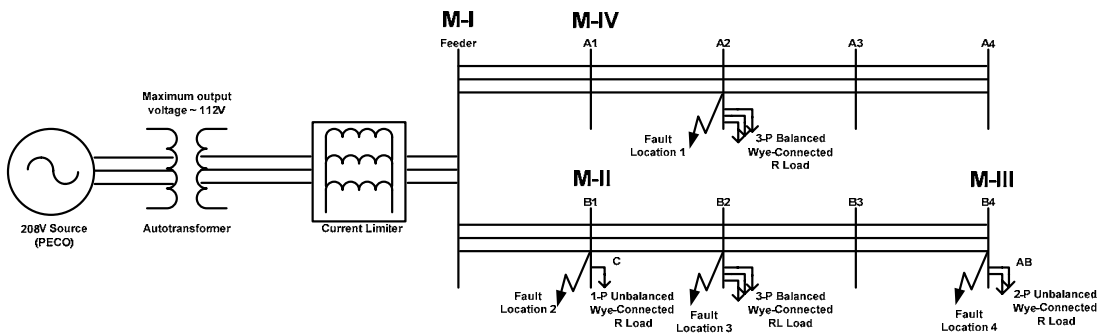 M-I
M-IV
Feeder
A1
A2
A3
A4
Maximum output
voltage ~ 112V
Fault
Location 1
3-P Balanced
Wye-Connected
R Load
M-II
M-III
B1
B2
B3
B4
208V Source
(PECO)
Autotransformer
Current Limiter
C
AB
Fault
Location 2
1-P Unbalanced
Wye-Connected
R Load
Fault
Location 3
3-P Balanced
Wye-Connected
RL Load
Fault
Location 4
2-P Unbalanced
Wye-Connected
R Load